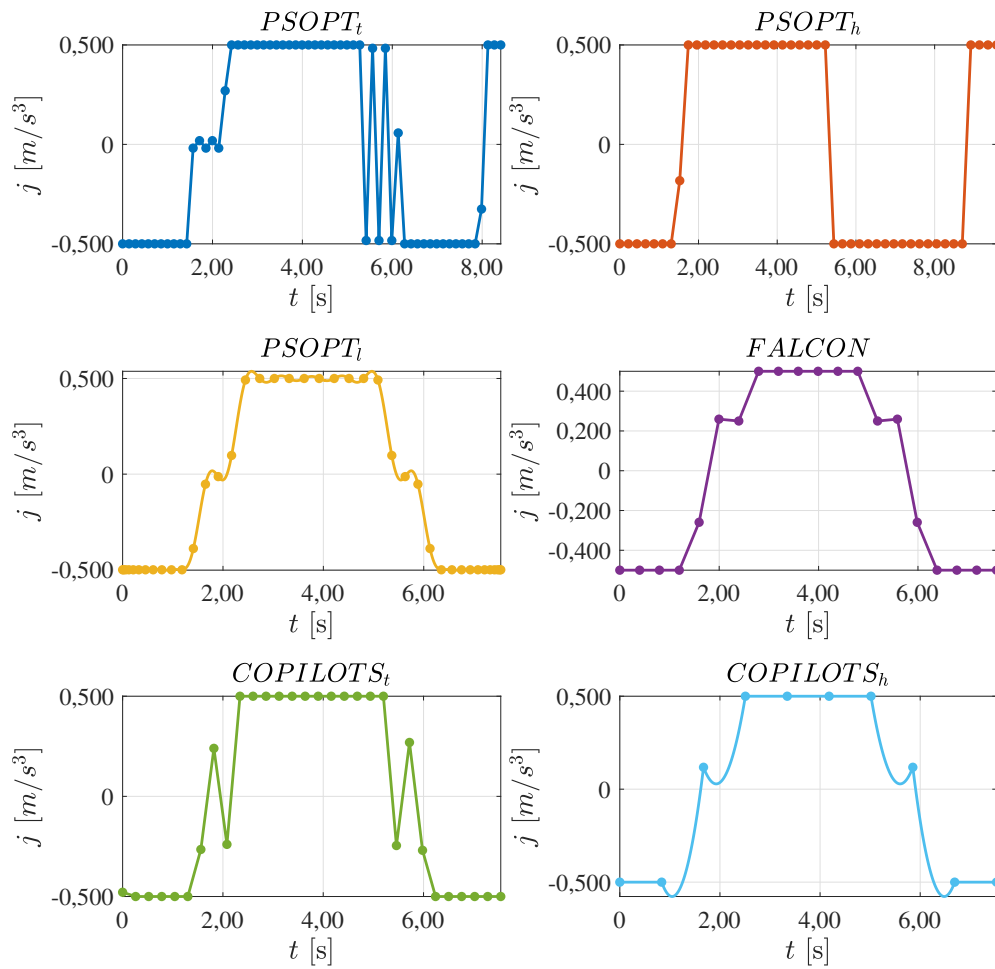 PSOPT_t
0,500
0
-0,500
j [m/s^3]
0 2,00 4,00 6,00 8,00
t [s]
PSOPT_h
0,500
0
-0,500
j [m/s^3]
0 2,00 4,00 6,00 8,00
t [s]
PSOPT_l
0,500
0
-0,500
j [m/s^3]
0 2,00 4,00 6,00
t [s]
FALCON
0,400
0,200
0
-0,200
-0,400
j [m/s^3]
0 2,00 4,00 6,00
t [s]
COPILOTS_t
0,500
0
-0,500
j [m/s^3]
0 2,00 4,00 6,00
t [s]
COPILOTS_h
0,500
0
-0,500
j [m/s^3]
0 2,00 4,00 6,00
t [s]